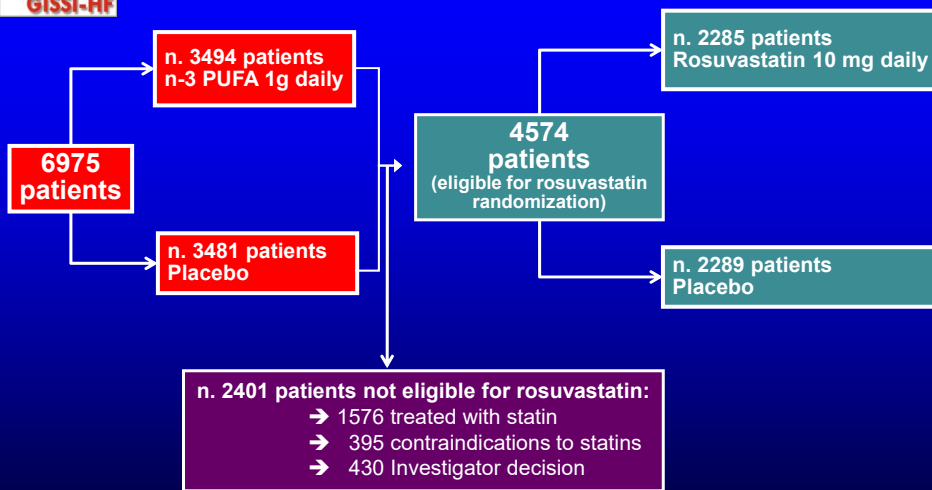 GISSI-HF
n. 3494 patients
n-3 PUFA 1g daily
6975
patients
n. 3481 patients
Placebo
4574
patients
(eligible for rosuvastatin
randomization)
n. 2285 patients
Rosuvastatin 10 mg daily
n. 2289 patients
Placebo
n. 2401 patients not eligible for rosuvastatin:
➔ 1576 treated with statin
➔ 395 contraindications to statins
➔ 430 Investigator decision